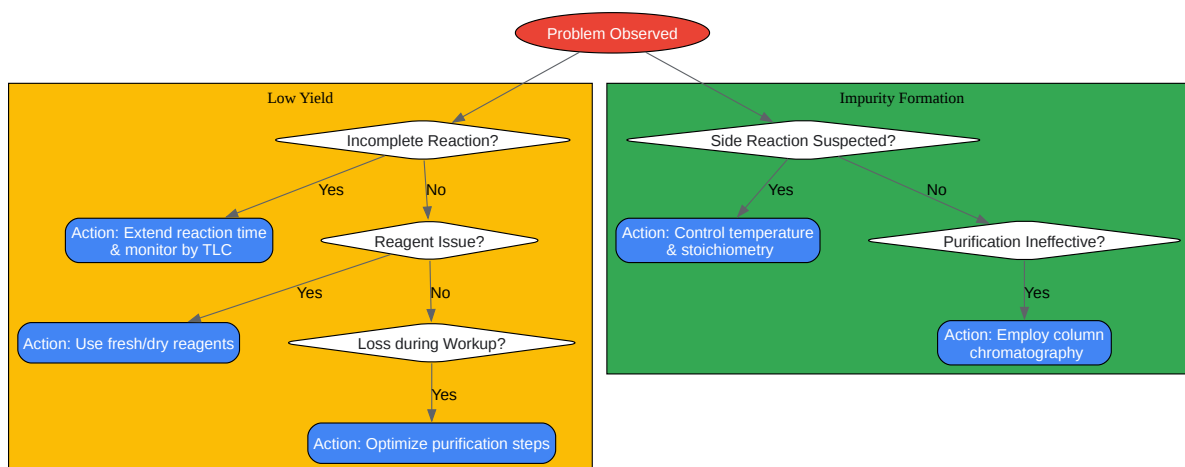 Problem Observed
Low Yield
Incomplete Reaction?
Yes
No
Action: Extend reaction time
& monitor by TLC
Reagent Issue?
Yes
No
Action: Use fresh/dry reagents
Loss during Workup?
Yes
Action: Optimize purification steps
Impurity Formation
Side Reaction Suspected?
Yes
No
Action: Control temperature
& stoichiometry
Purification Ineffective?
Yes
Action: Employ column
chromatography